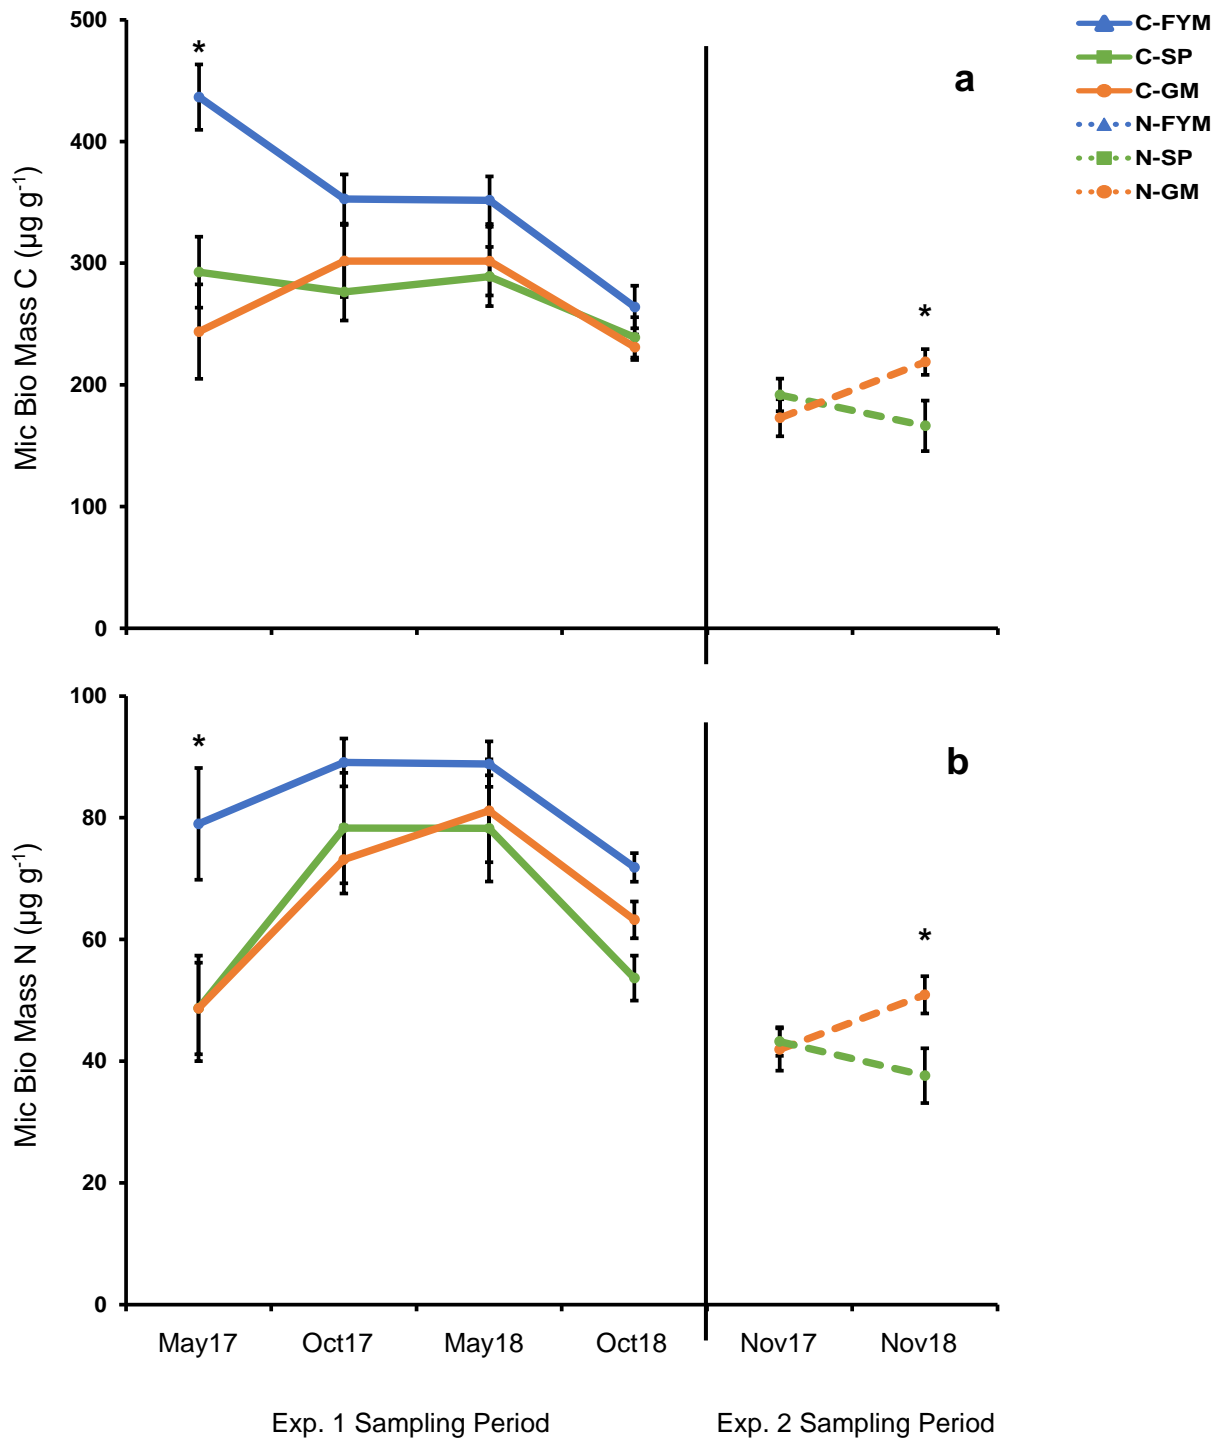 500
400
300
200
100
0
Mic Bio Mass C (µg g⁻¹)
*
*
a
C-FYM
C-SP
C-GM
N-FYM
N-SP
N-GM
100
80
60
40
20
0
Mic Bio Mass N (µg g⁻¹)
*
*
b
May17 Oct17 May18 Oct18 Nov17 Nov18
Exp. 1 Sampling Period Exp. 2 Sampling Period